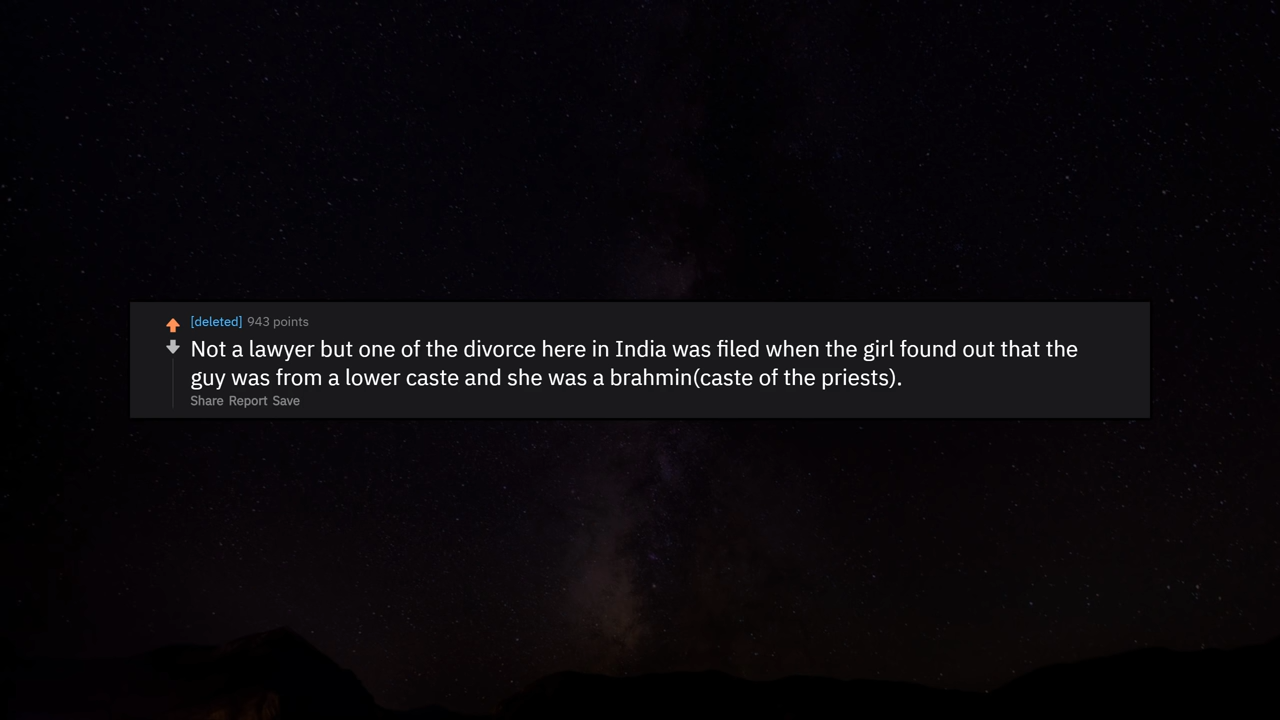 [deleted] 943 points
Not a lawyer but one of the divorce here in India was filed when the girl found out that the
guy was from a lower caste and she was a brahmin(caste of the priests).
Share Report Save